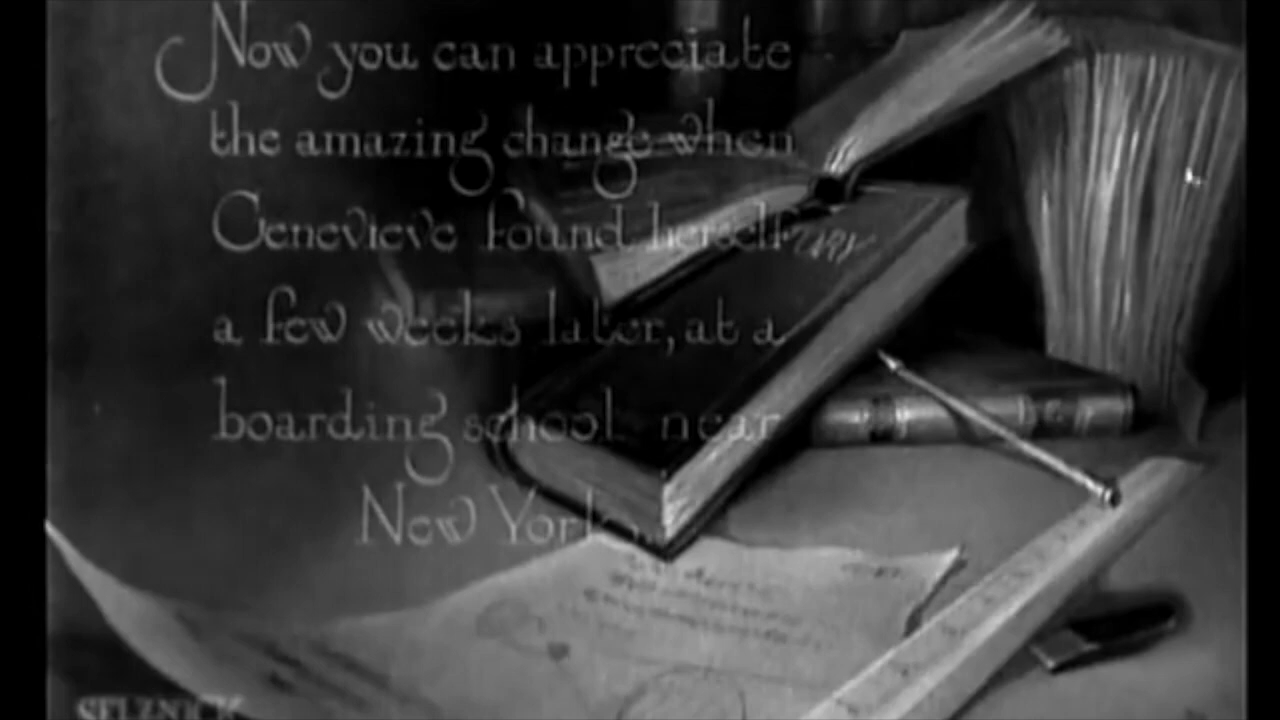 Now you can appreciate
the amazing change when
Genevieve found herself
a few weeks later, at a
boarding school near
New York.
SELZNICK